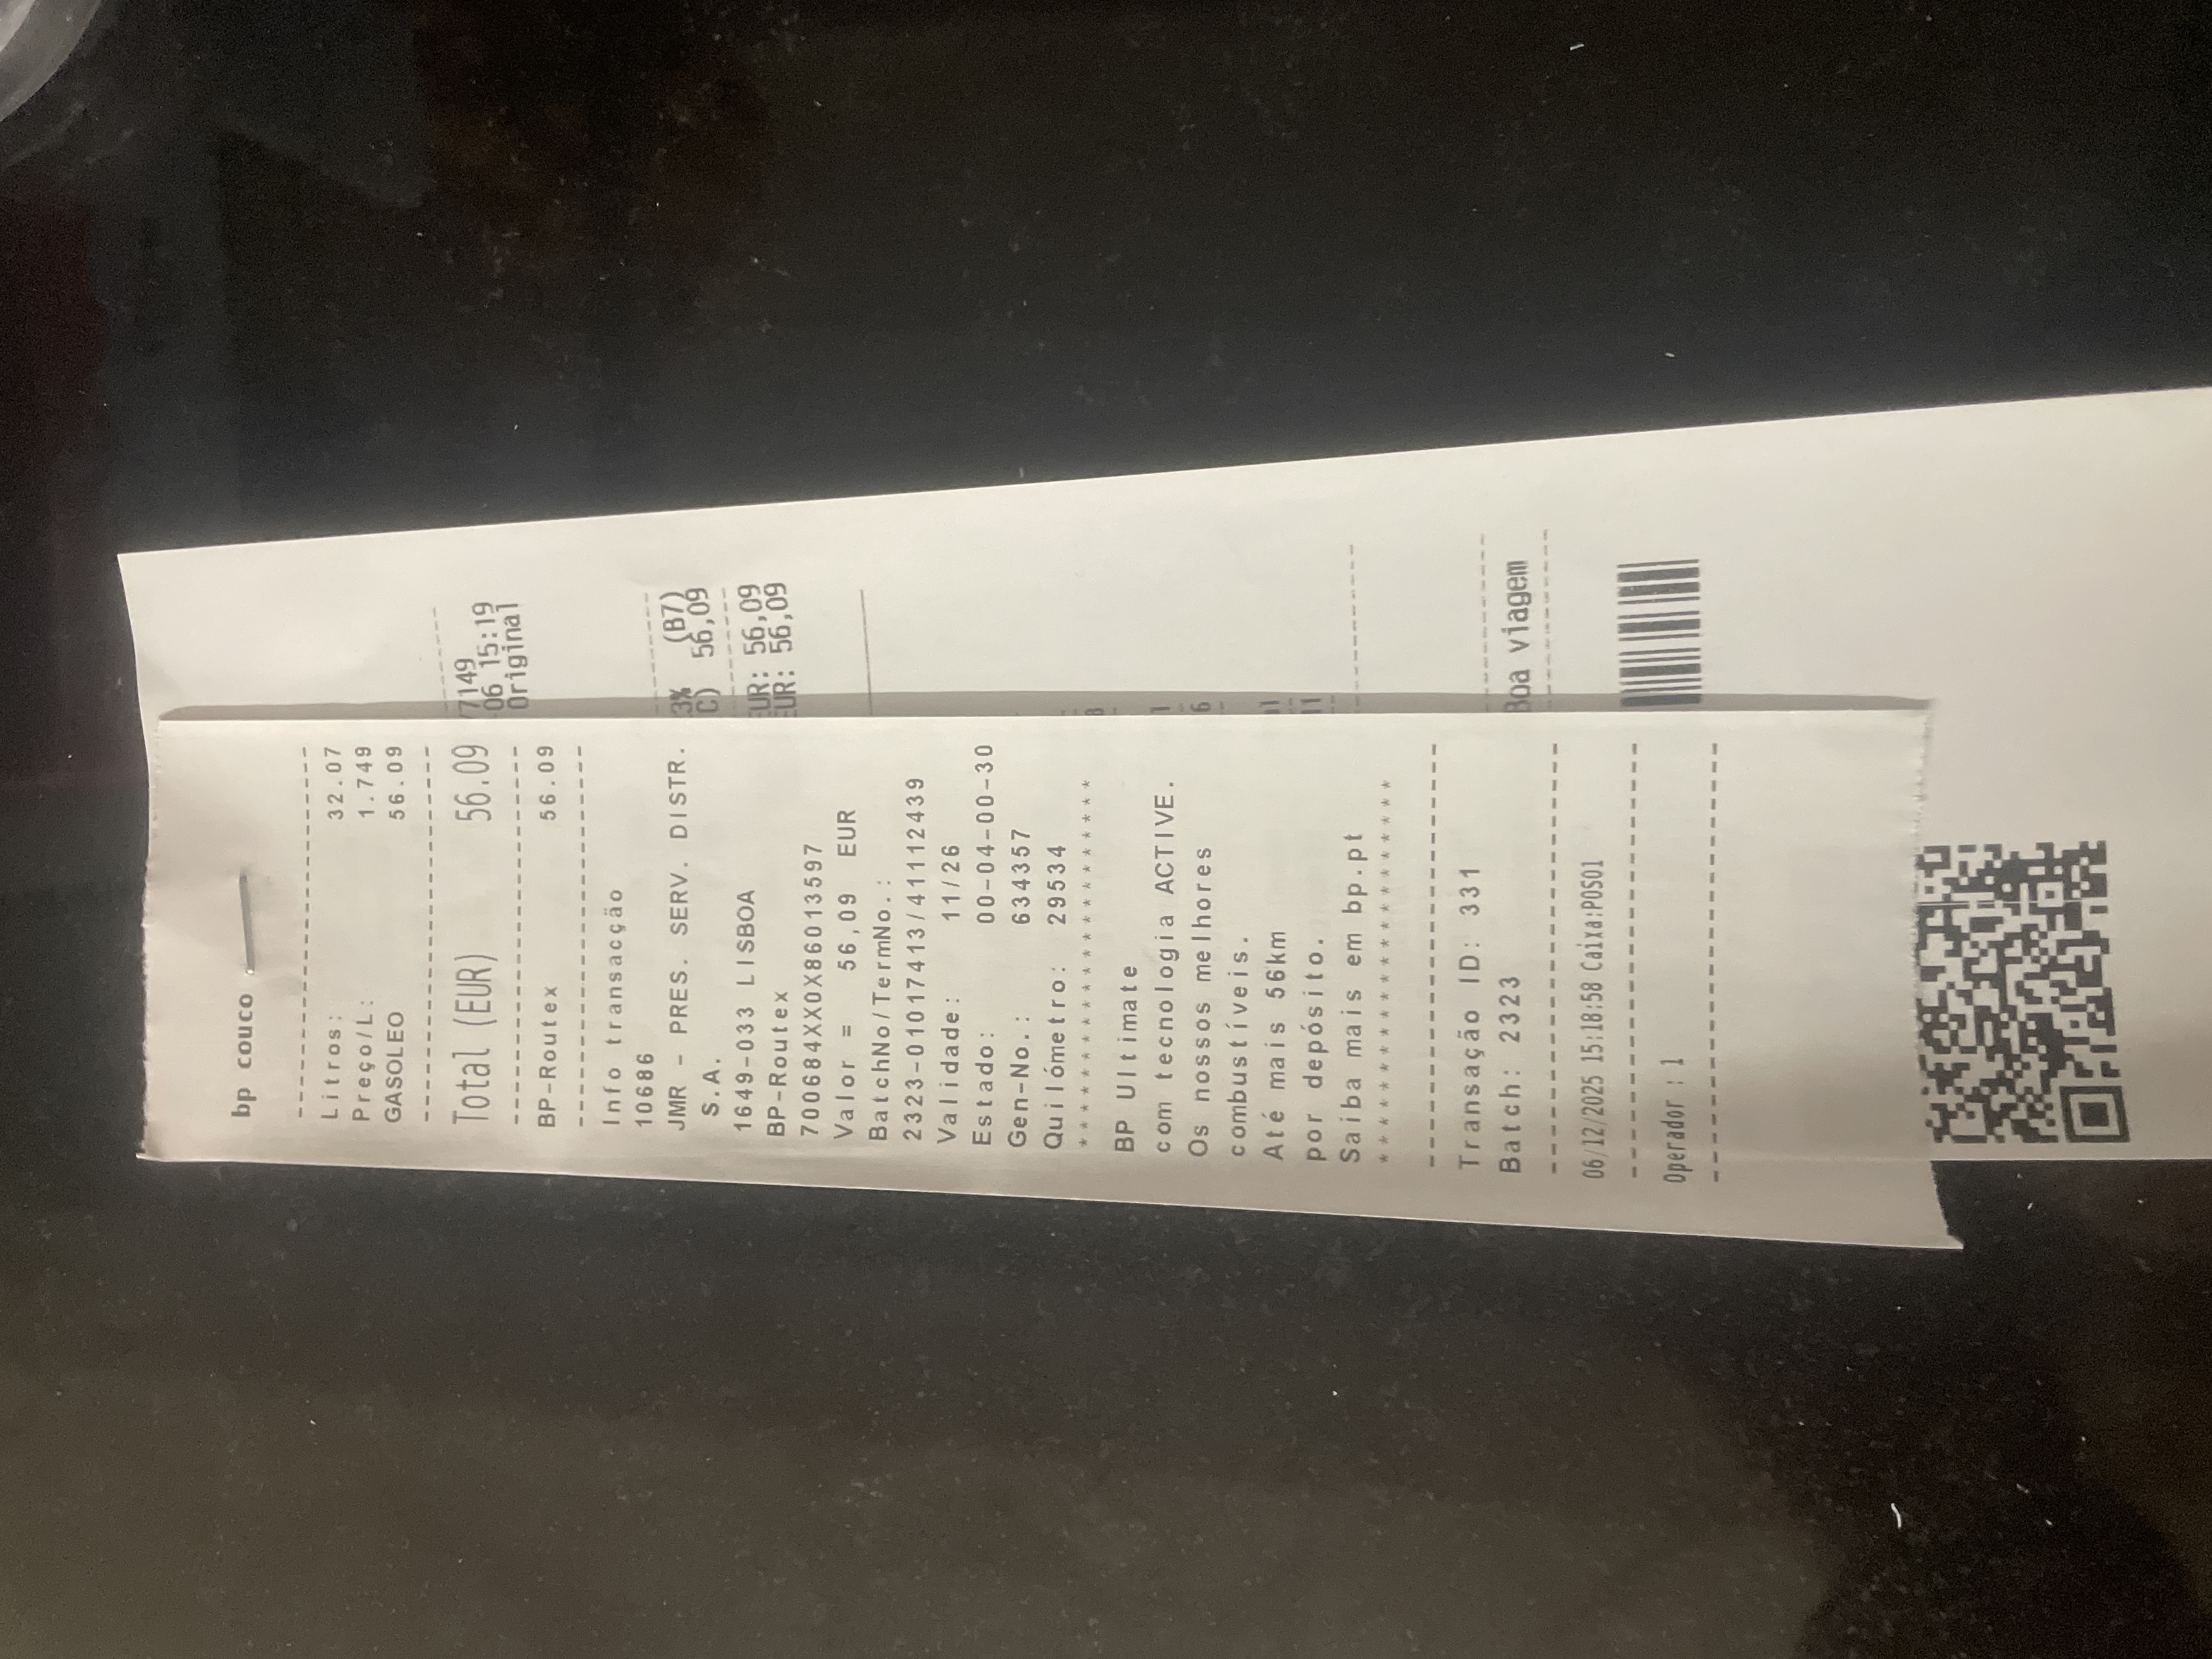 bp couco
Litros: 32.07
Preço/L: 1.749
GASOLEO 56.09
Total (EUR) 56.09
BP-Routex 56.09
Info transacção
10686
JMR - PRES. SERV. DISTR.
S.A.
1649-033 LISBOA
BP-Routex
700684XX0X86013597
Valor = 56,09 EUR
BatchNo/TermNo.:
2323-01017413/41112439
Validade: 11/26
Estado: 00-04-00-30
Gen-No.: 634357
Quilómetro: 29534
************************
BP Ultimate
com tecnologia ACTIVE.
Os nossos melhores
combustíveis.
Até mais 56km
por depósito.
Saiba mais em bp.pt
************************
Transação ID: 331
Batch: 2323
06/12/2025 15:18:58 Caixa:POS01
Operador : 1
7149
06 15:19
Original
3% (B7)
C) 56,09
EUR: 56,09
EUR: 56,09
Boa viagem